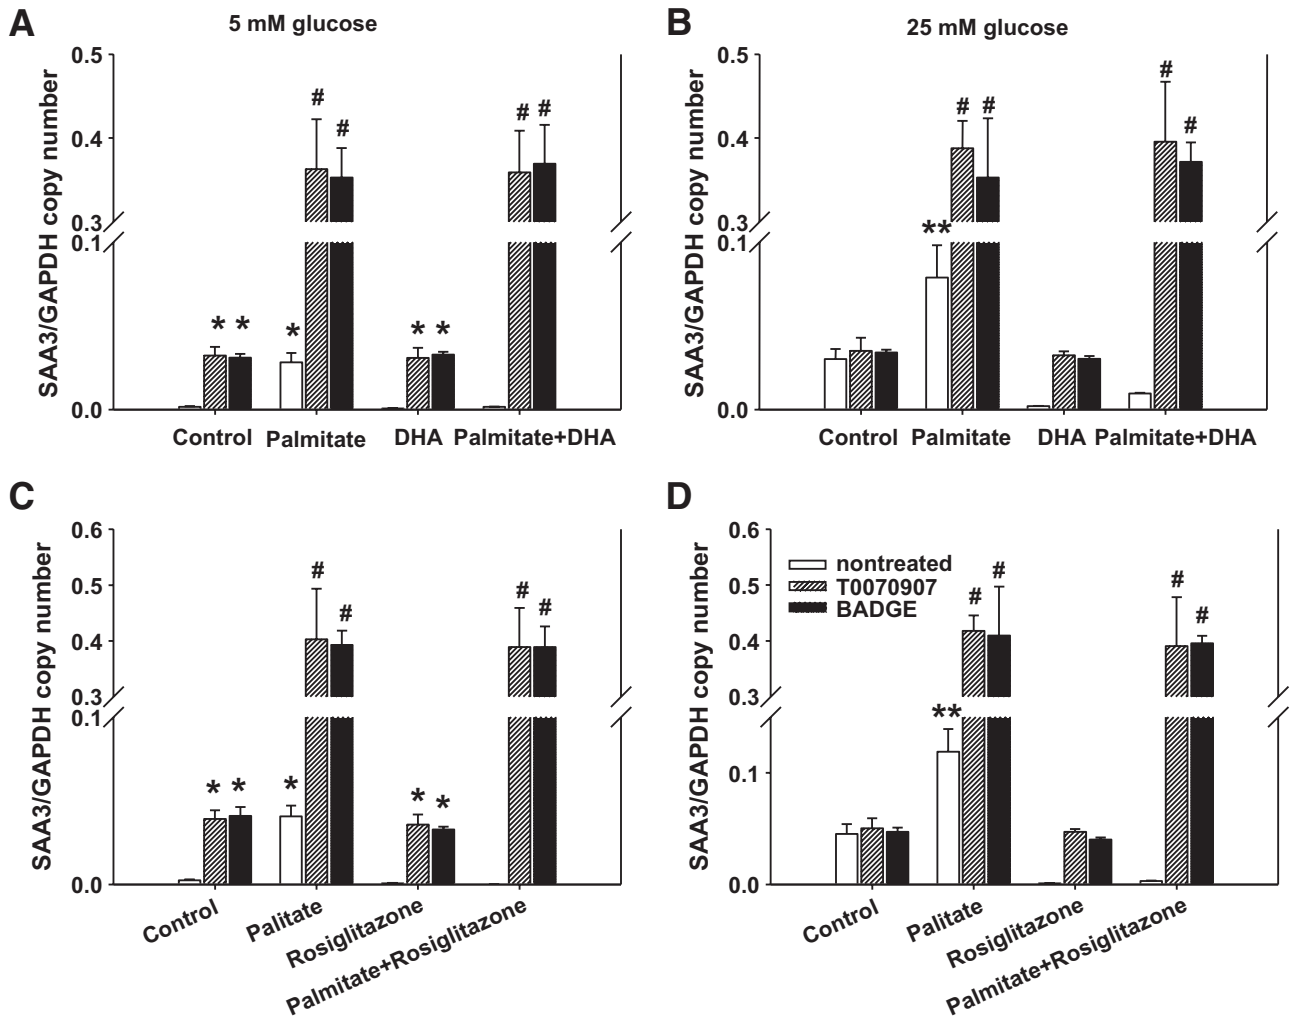 A
5 mM glucose
SAA3/GAPDH copy number
0.5
0.4
0.3
0.1
0.0
* * * # # * * # #
Control Palmitate DHA Palmitate+DHA
B
25 mM glucose
SAA3/GAPDH copy number
0.5
0.4
0.3
0.1
0.0
** # # # #
Control Palmitate DHA Palmitate+DHA
C
SAA3/GAPDH copy number
0.6
0.5
0.4
0.3
0.1
0.0
* * * # # * * # #
Control
Palitate
Rosiglitazone
Palmitate+Rosiglitazone
D
SAA3/GAPDH copy number
0.6
0.5
0.4
0.3
0.1
0.0
nontreated
T0070907
BADGE
** # # # #
Control
Palitate
Rosiglitazone
Palmitate+Rosiglitazone